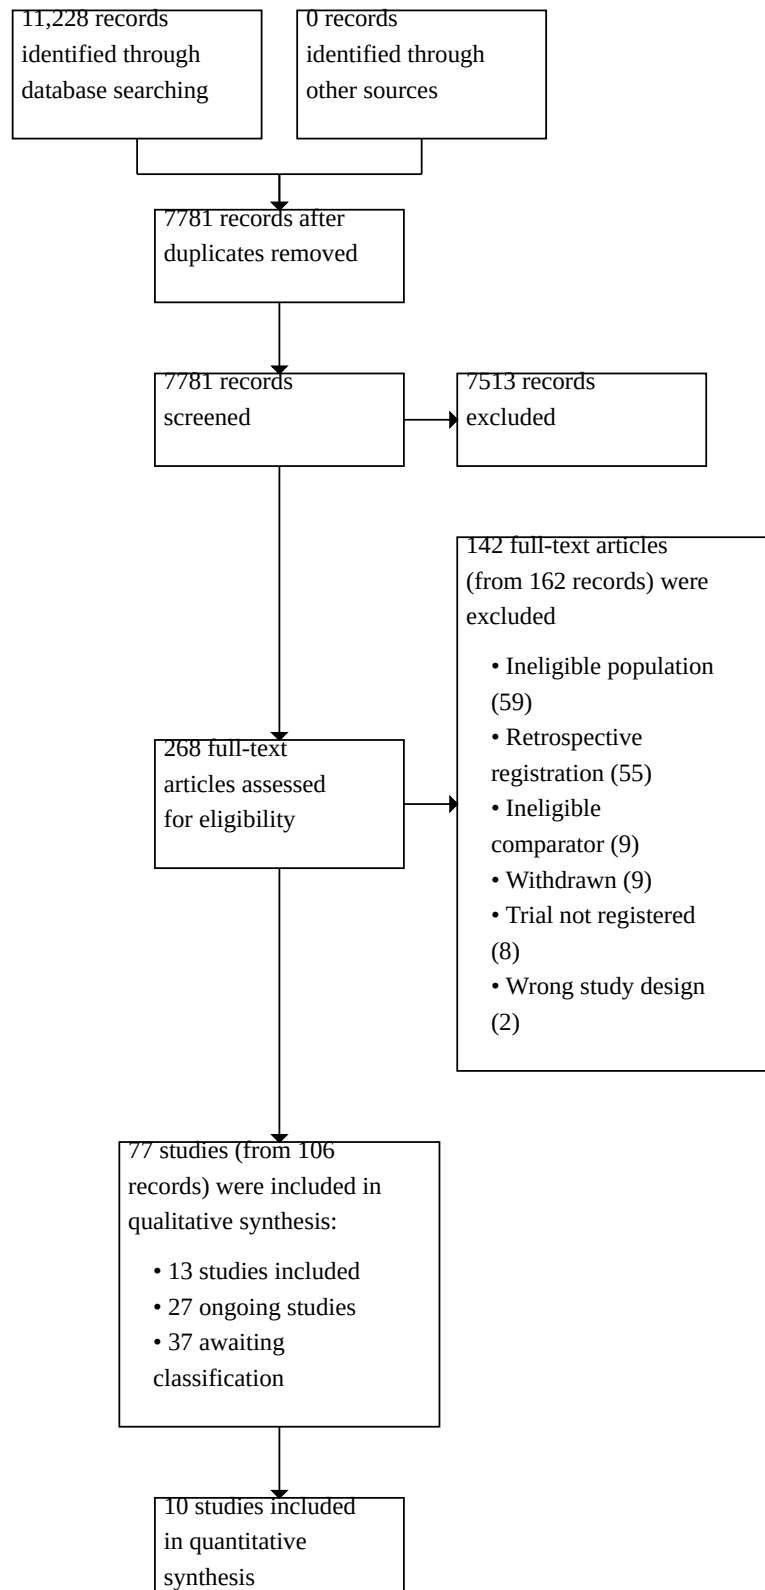 11,228 records
identified through
database searching
0 records
identified through
other sources
7781 records after
duplicates removed
7781 records
screened
7513 records
excluded
142 full-text articles
(from 162 records) were
excluded
• Ineligible population
(59)
• Retrospective
registration (55)
• Ineligible
comparator (9)
• Withdrawn (9)
• Trial not registered
(8)
• Wrong study design
(2)
268 full-text
articles assessed
for eligibility
77 studies (from 106
records) were included in
qualitative synthesis:
• 13 studies included
• 27 ongoing studies
• 37 awaiting
classification
10 studies included
in quantitative
synthesis